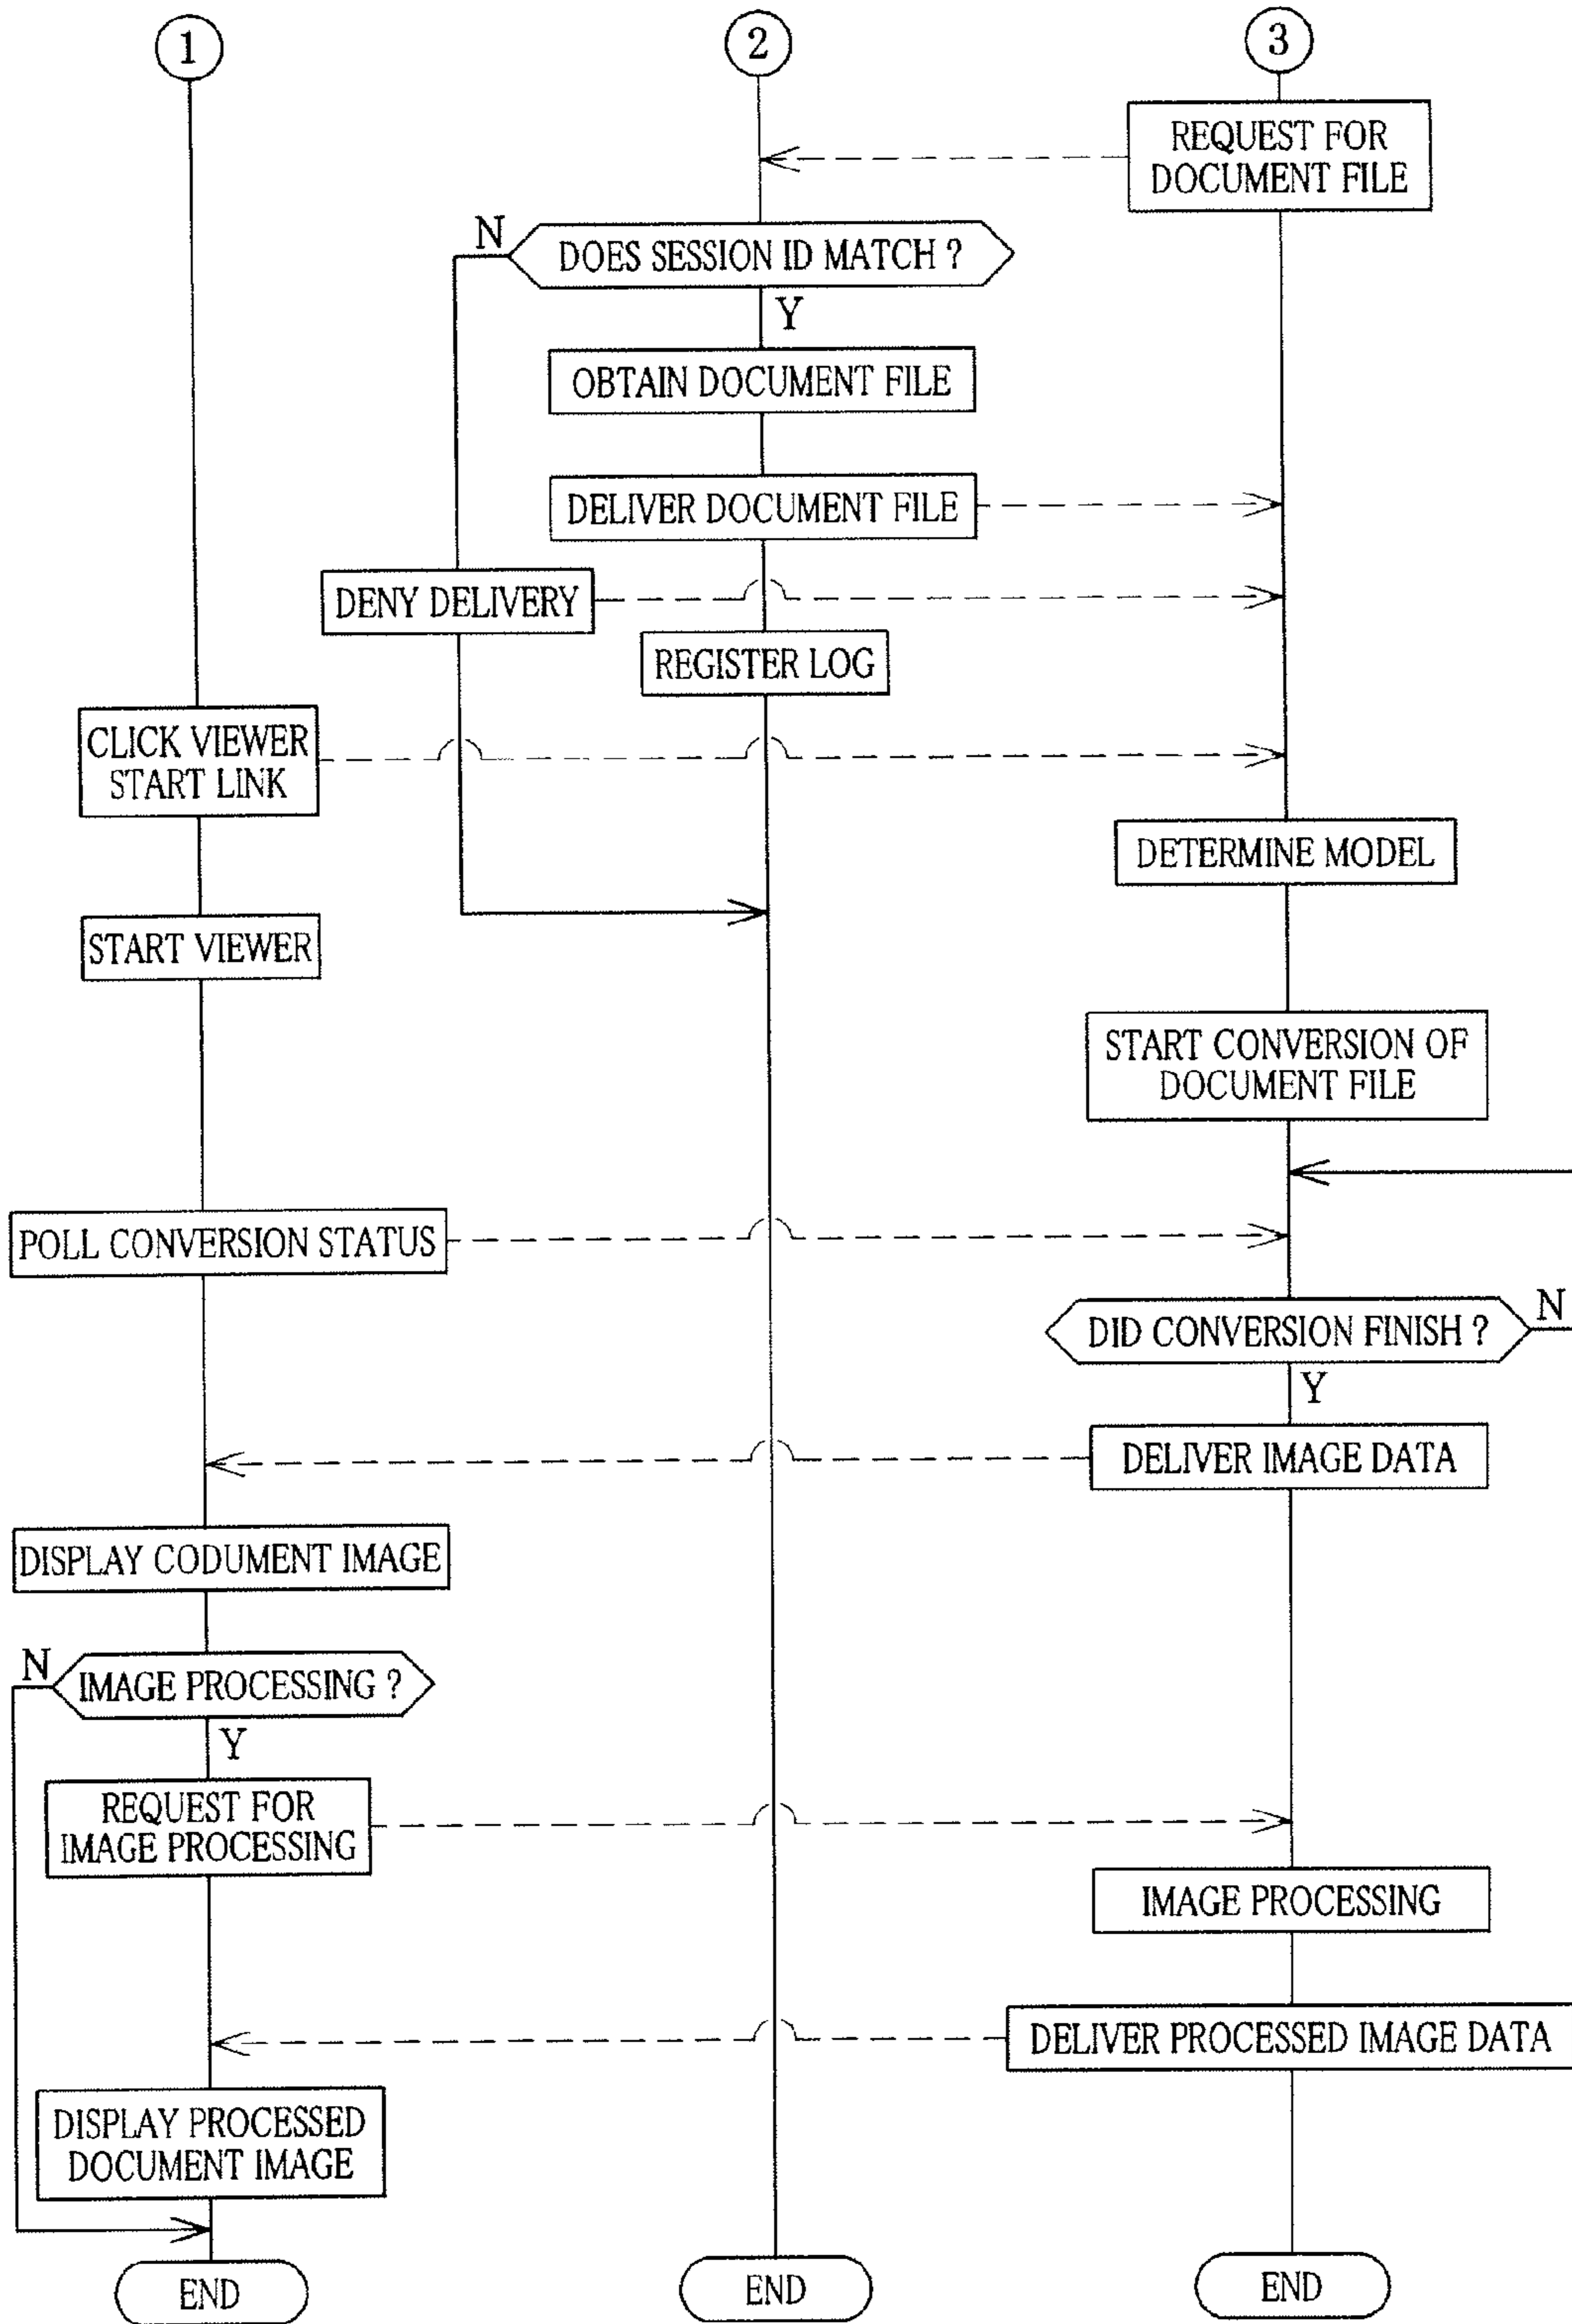 1
2
3
REQUEST FOR
DOCUMENT FILE
N
DOES SESSION ID MATCH ?
Y
OBTAIN DOCUMENT FILE
DELIVER DOCUMENT FILE
DENY DELIVERY
REGISTER LOG
CLICK VIEWER
START LINK
DETERMINE MODEL
START VIEWER
START CONVERSION OF
DOCUMENT FILE
POLL CONVERSION STATUS
DID CONVERSION FINISH ?
N
Y
DELIVER IMAGE DATA
DISPLAY CODUMENT IMAGE
N
IMAGE PROCESSING ?
Y
REQUEST FOR
IMAGE PROCESSING
IMAGE PROCESSING
DELIVER PROCESSED IMAGE DATA
DISPLAY PROCESSED
DOCUMENT IMAGE
END
END
END